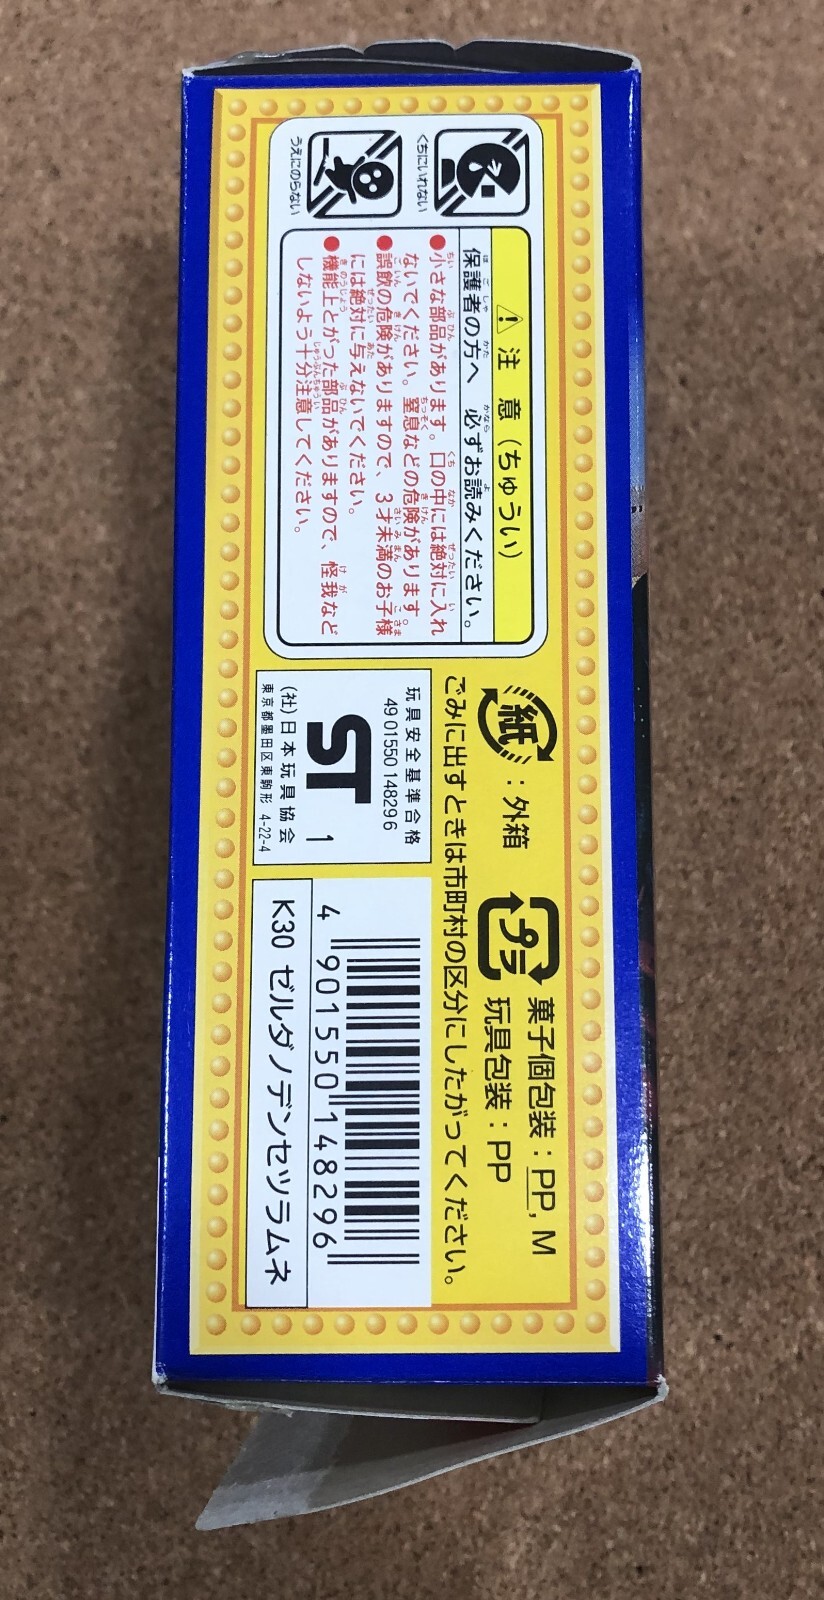 くちにいれない
うえにのらない
注 意 (ちゅうい)
保護者の方へ 必ずお読みください。
小さな部品があります。口の中には絶対に入れ
ないでください。窒息などの危険があります。
誤飲の危険がありますので、3才未満のお子様
には絶対に与えないでください。
機能上とがった部品がありますので、怪我など
しないよう十分注意してください。
紙 : 外箱
プラ
菓子個包装 : PP, M
玩具包装 : PP
ごみに出すときは市町村の区分にしたがってください。
玩具安全基準合格
4901550148296
ST 1
(社)日本玩具協会
東京都墨田区東駒形 4-22-4
4 901550 148296
K30 ゼルダノデンセツラムネ